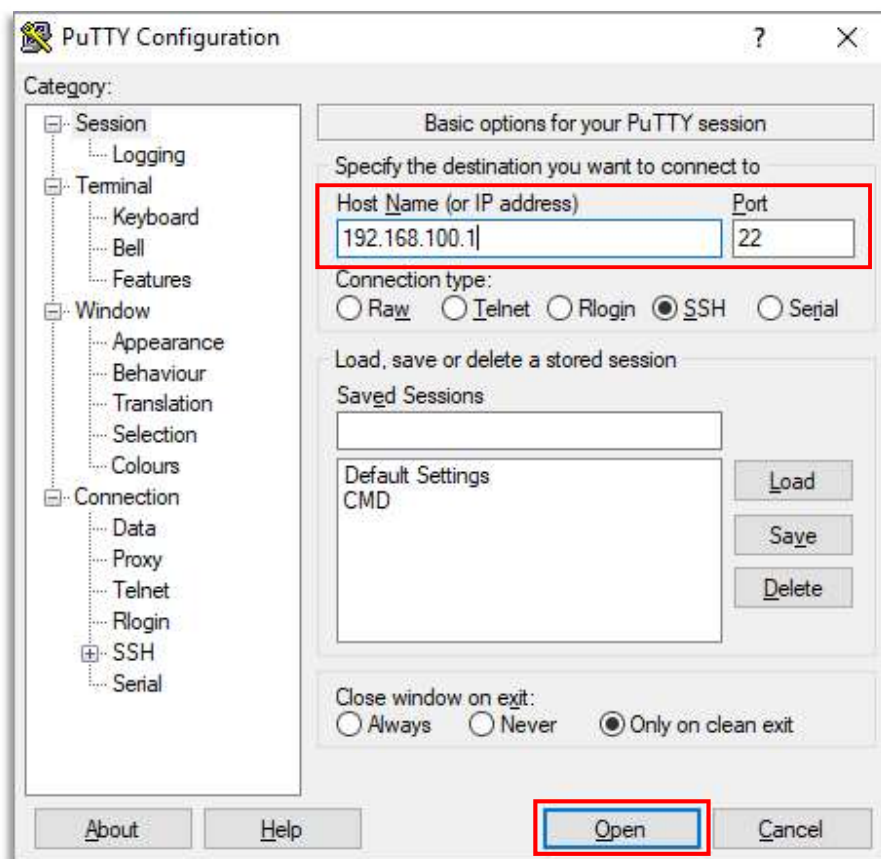 PuTTY Configuration
?
Category:
Session
Logging
Terminal
Keyboard
Bell
Features
Window
Appearance
Behaviour
Translation
Selection
Colours
Connection
Data
Proxy
Telnet
Rlogin
SSH
Serial
Basic options for your PuTTY session
Specify the destination you want to connect to
Host Name (or IP address) Port
192.168.100.1 22
Connection type:
Raw Telnet Rlogin SSH Serial
Load, save or delete a stored session
Saved Sessions
Default Settings
CMD
Load
Save
Delete
Close window on exit:
Always Never Only on clean exit
About Help Open Cancel